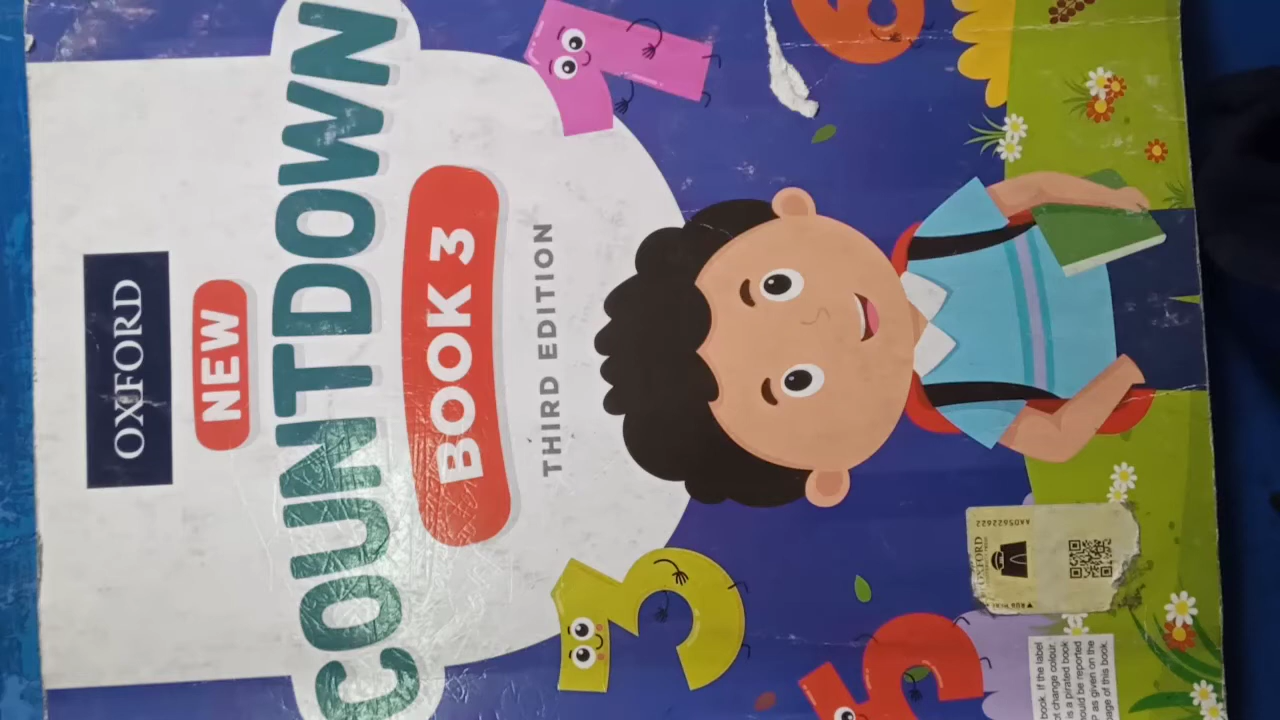 OXFORD
NEW
COUNTDOWN
BOOK 3
THIRD EDITION
AKO5622622
OXFORD
book. If the label
ot change colour,
is a pirated book
ould be reported
as given on the
page of this book.